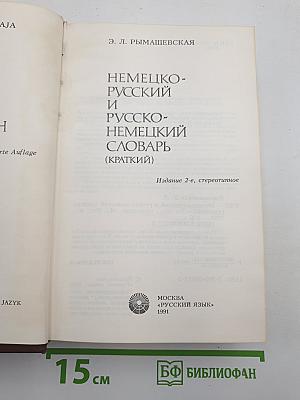 AJA
H
rte Auflage
JAZYK
Э. Л. РЫМАШЕВСКАЯ
НЕМЕЦКО-
РУССКИЙ
И
РУССКО-
НЕМЕЦКИЙ
СЛОВАРЬ
(КРАТКИЙ)
Издание 2-е, стереотипное
МОСКВА
«РУССКИЙ ЯЗЫК»
1991
15 см
БФ БИБЛИОФАН